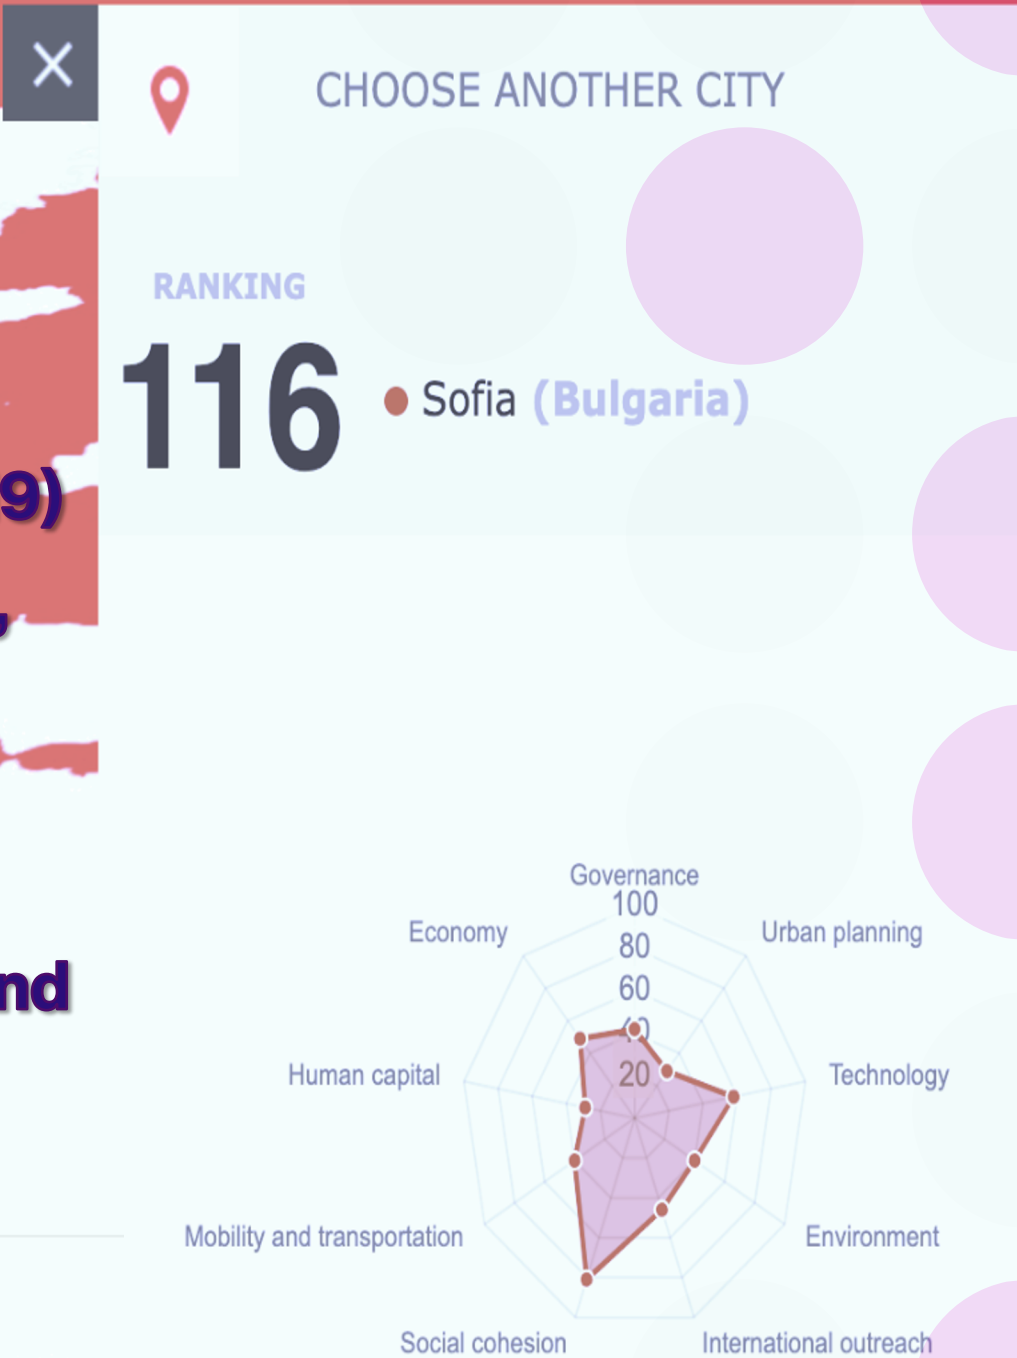 CHOOSE ANOTHER CITY
RANKING
116
Sofia (Bulgaria)
9)
nd
Governance
100
Economy
Urban planning
80
60
40
Human capital
20
Technology
Mobility and transportation
Environment
Social cohesion
International outreach